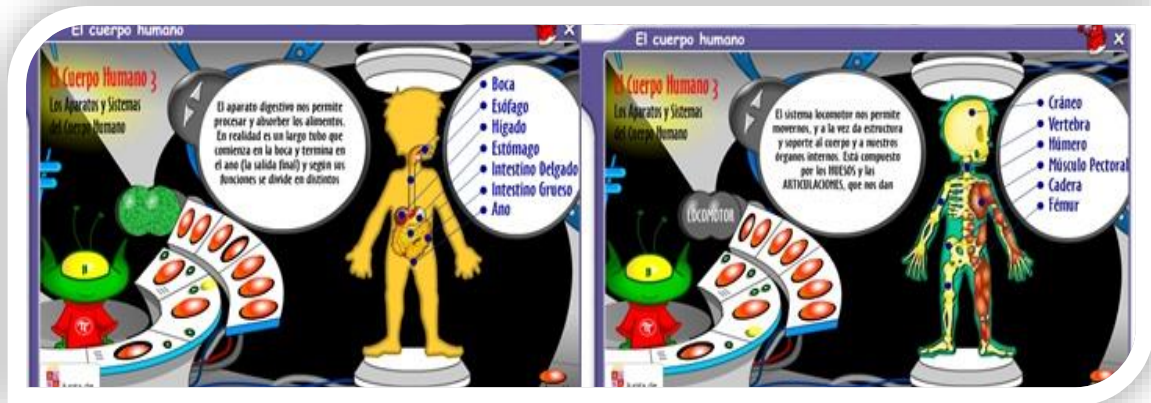 El cuerpo humano
El Cuerpo Humano 3
Los Aparatos y Sistemas
del Cuerpo Humano
El aparato digestivo nos permite
procesar y absorber los alimentos.
En realidad es un largo tubo que
comienza en la boca y termina en
el ano (la salida final) y según sus
funciones se divide en distintos
Boca
Esófago
Hígado
Estómago
Intestino Delgado
Intestino Grueso
Ano
El cuerpo humano
El Cuerpo Humano 3
Los Aparatos y Sistemas
del Cuerpo Humano
El sistema locomotor nos permite
movernos, y a la vez da estructura
y soporte al cuerpo y a nuestros
órganos internos. Está compuesto
por los HUESOS y las
ARTICULACIONES, que nos dan
LOCOMOTOR
Cráneo
Vertebra
Húmero
Músculo Pectoral
Cadera
Fémur